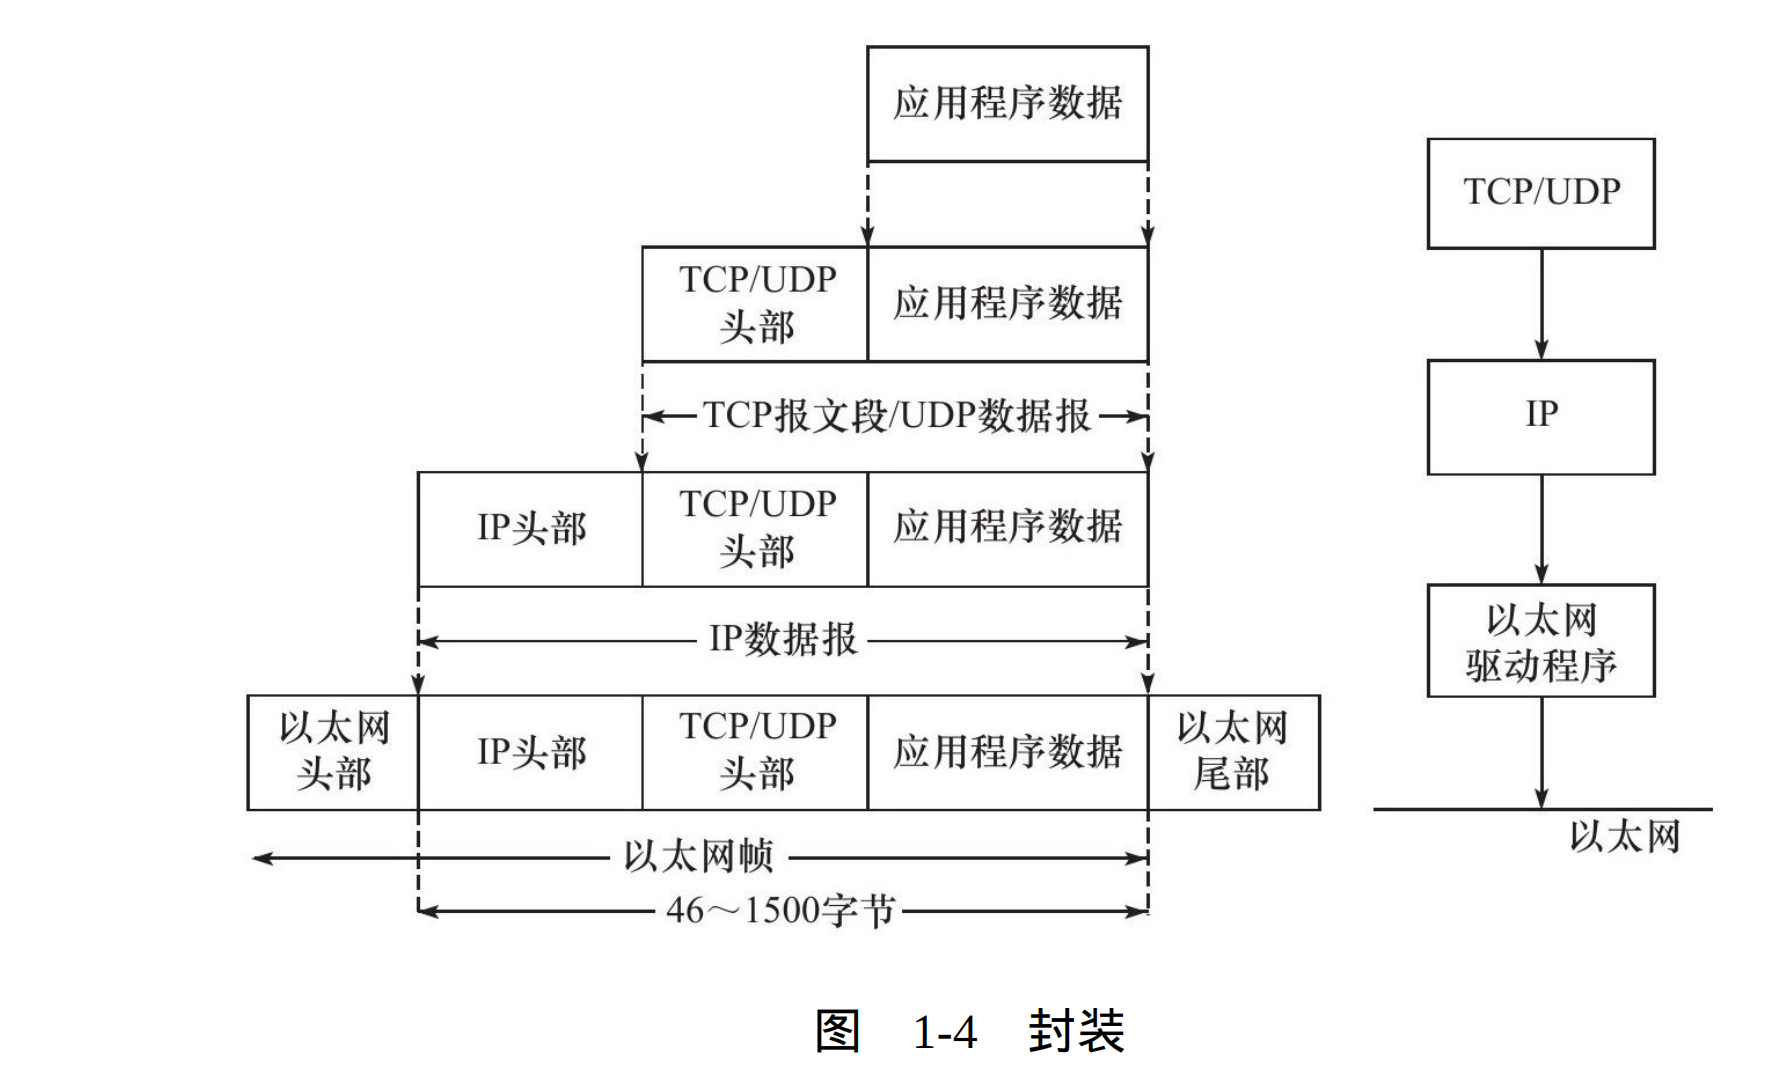 应用程序数据
TCP/UDP
头部
应用程序数据
TCP报文段/UDP数据报
IP头部
TCP/UDP
头部
应用程序数据
IP数据报
以太网
头部
IP头部
TCP/UDP
头部
应用程序数据
以太网
尾部
以太网帧
46～1500字节
TCP/UDP
IP
以太网
驱动程序
以太网
图 1-4 封装